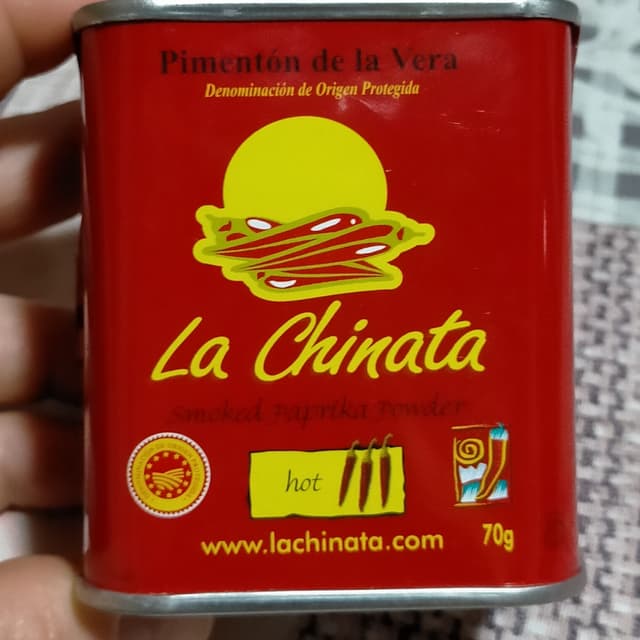 Pimentón de la Vera
Denominación de Origen Protegida
La Chinata
Smoked Paprika Powder
hot
www.lachinata.com
70g